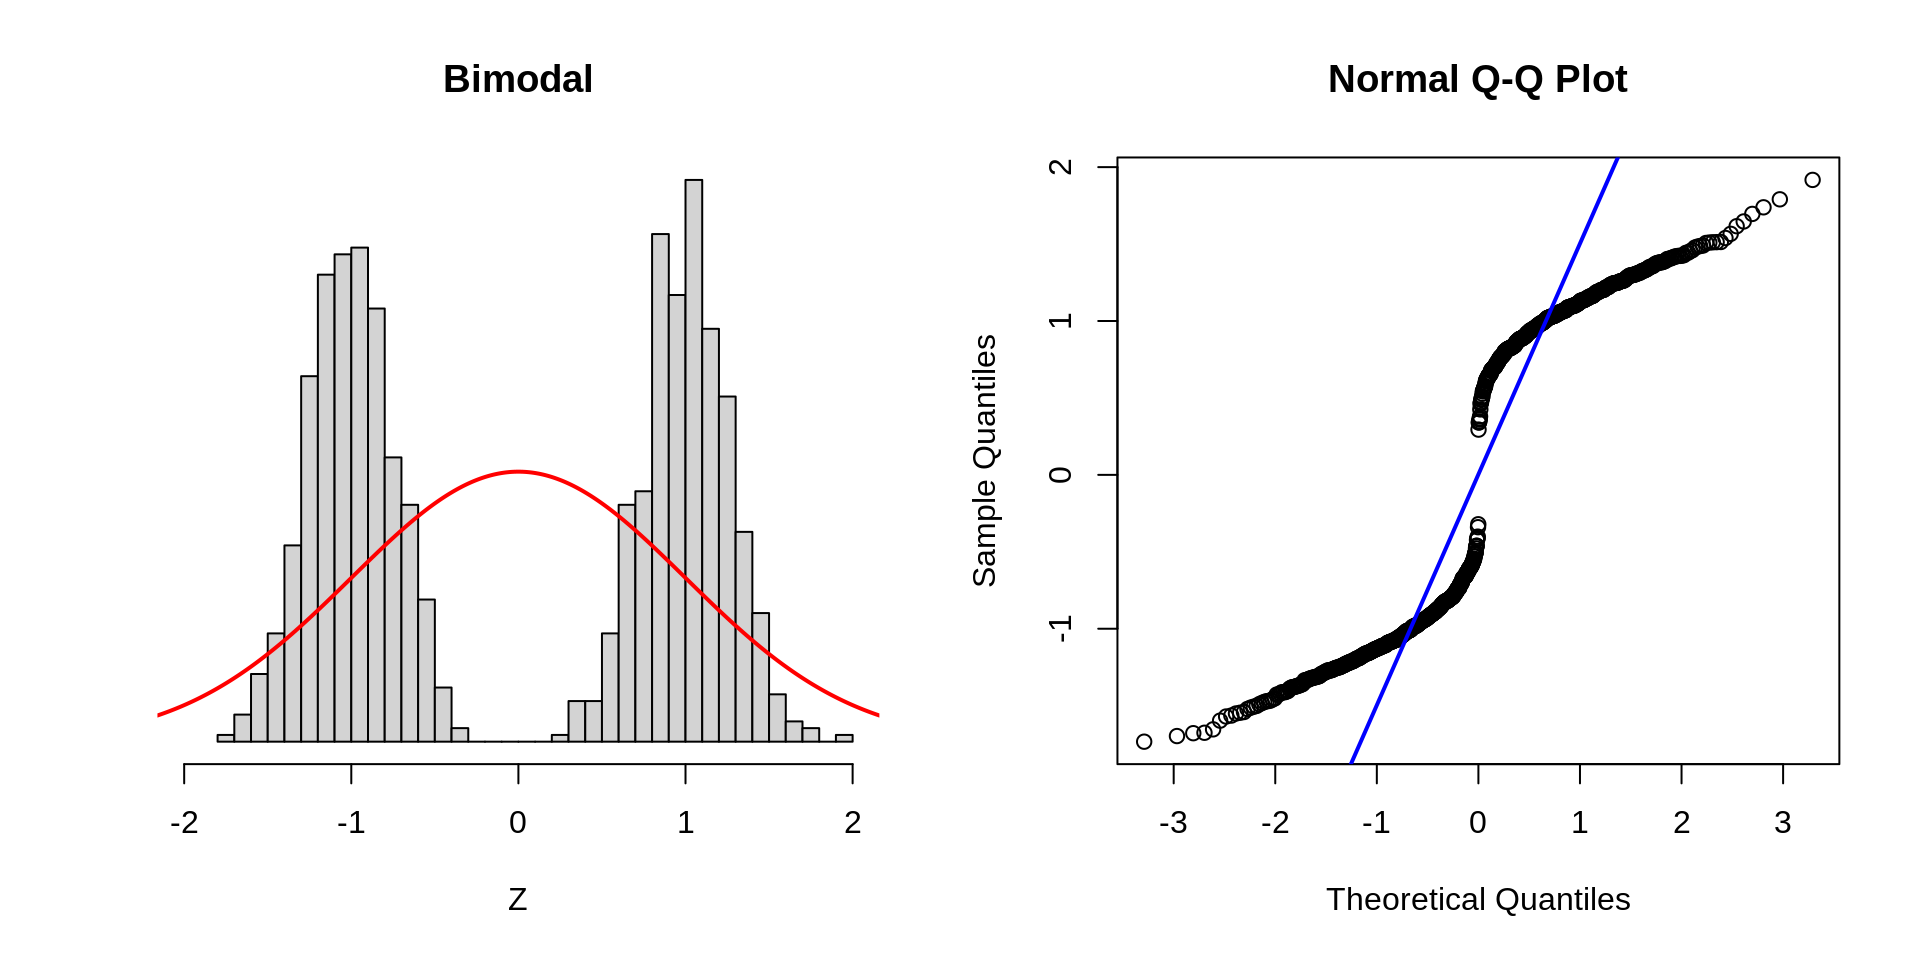 Bimodal
-2 -1 0 1 2
Z
Normal Q-Q Plot
Sample Quantiles
2
1
0
-1
-3 -2 -1 0 1 2 3
Theoretical Quantiles